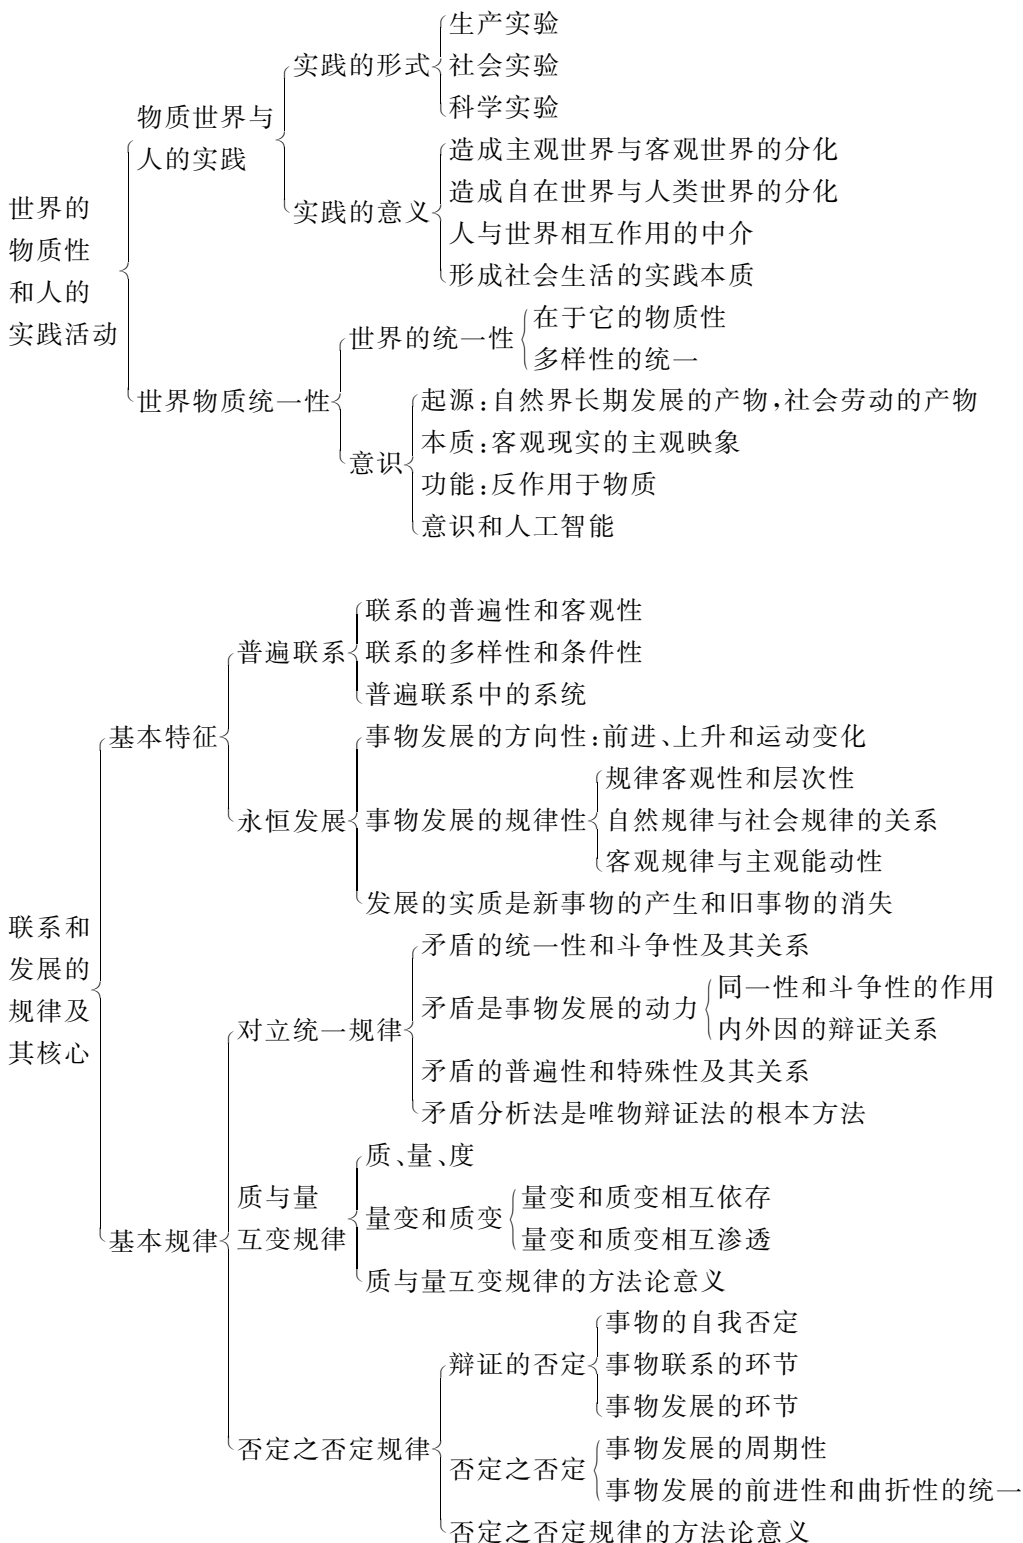 生产实验
实践的形式
社会实验
科学实验
物质世界与
人的实践
造成主观世界与客观世界的分化
造成自在世界与人类世界的分化
实践的意义
人与世界相互作用的中介
形成社会生活的实践本质
世界的
物质性
和人的
实践活动
世界的统一性
在于它的物质性
多样性的统一
世界物质统一性
起源:自然界长期发展的产物,社会劳动的产物
本质:客观现实的主观映象
意识
功能:反作用于物质
意识和人工智能
联系的普遍性和客观性
普遍联系
联系的多样性和条件性
普遍联系中的系统
基本特征
事物发展的方向性:前进、上升和运动变化
规律客观性和层次性
永恒发展
事物发展的规律性
自然规律与社会规律的关系
客观规律与主观能动性
发展的实质是新事物的产生和旧事物的消失
联系和
发展的
规律及
其核心
矛盾的统一性和斗争性及其关系
对立统一规律
矛盾是事物发展的动力
同一性和斗争性的作用
内外因的辩证关系
矛盾的普遍性和特殊性及其关系
矛盾分析法是唯物辩证法的根本方法
质、量、度
质与量
互变规律
量变和质变
量变和质变相互依存
量变和质变相互渗透
基本规律
质与量互变规律的方法论意义
事物的自我否定
辩证的否定
事物联系的环节
事物发展的环节
否定之否定规律
否定之否定
事物发展的周期性
事物发展的前进性和曲折性的统一
否定之否定规律的方法论意义